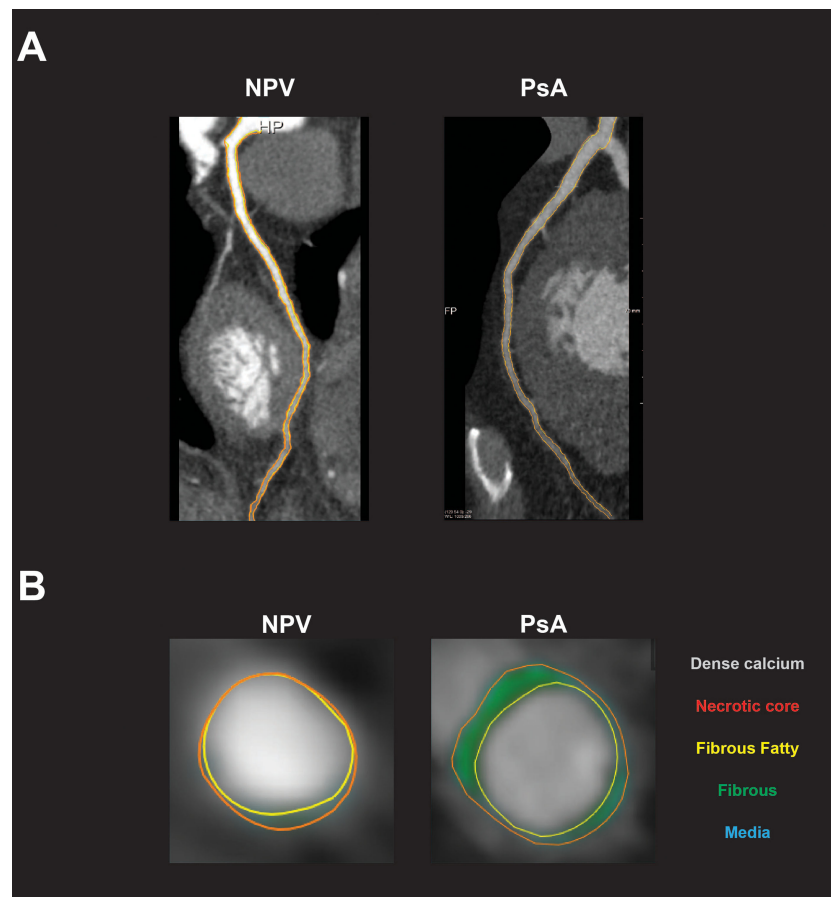 A
NPV
PsA
HP
FP
B
NPV
PsA
Dense calcium
Necrotic core
Fibrous Fatty
Fibrous
Media